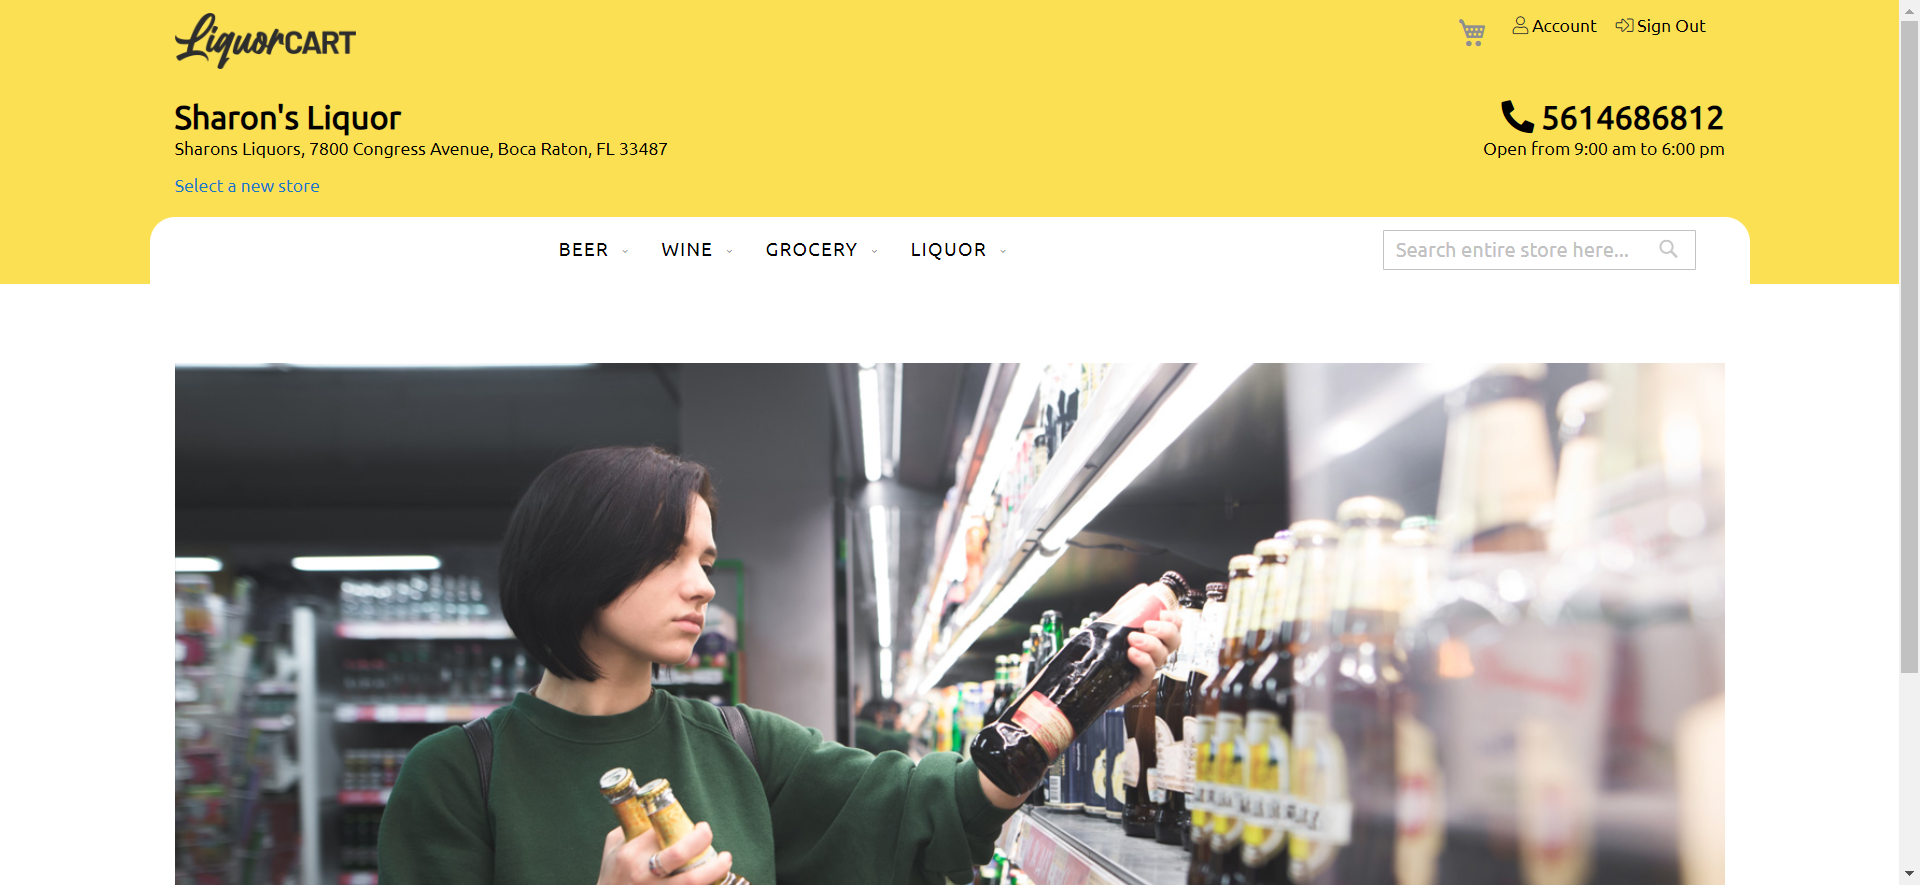 LiquorCART
Account
Sign Out
Sharon's Liquor
5614686812
Sharons Liquors, 7800 Congress Avenue, Boca Raton, FL 33487
Open from 9:00 am to 6:00 pm
Select a new store
BEER
WINE
GROCERY
LIQUOR
Search entire store here...